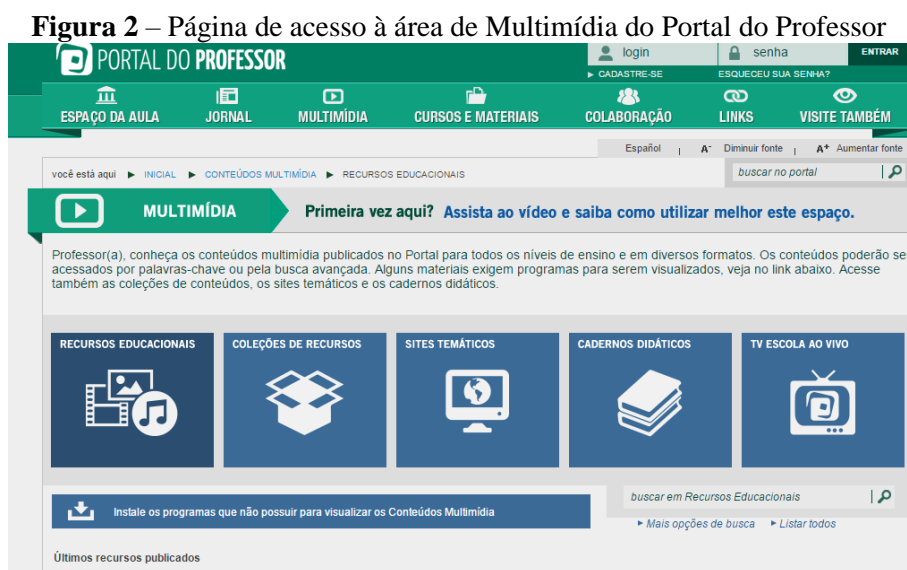 Figura 2 – Página de acesso à área de Multimídia do Portal do Professor
PORTAL DO PROFESSOR
login
senha
ENTRAR
► CADASTRE-SE
ESQUECEU SUA SENHA?
ESPAÇO DA AULA
JORNAL
MULTIMÍDIA
CURSOS E MATERIAIS
COLABORAÇÃO
LINKS
VISITE TAMBÉM
Español | A- Diminuir fonte | A+ Aumentar fonte
você está aqui ► INICIAL ► CONTEÚDOS MULTIMÍDIA ► RECURSOS EDUCACIONAIS
buscar no portal
MULTIMÍDIA
Primeira vez aqui? Assista ao vídeo e saiba como utilizar melhor este espaço.
Professor(a), conheça os conteúdos multimídia publicados no Portal para todos os níveis de ensino e em diversos formatos. Os conteúdos poderão se
acessados por palavras-chave ou pela busca avançada. Alguns materiais exigem programas para serem visualizados, veja no link abaixo. Acesse
também as coleções de conteúdos, os sites temáticos e os cadernos didáticos.
RECURSOS EDUCACIONAIS
COLEÇÕES DE RECURSOS
SITES TEMÁTICOS
CADERNOS DIDÁTICOS
TV ESCOLA AO VIVO
buscar em Recursos Educacionais
Instale os programas que não possuir para visualizar os Conteúdos Multimídia
► Mais opções de busca ► Listar todos
Últimos recursos publicados